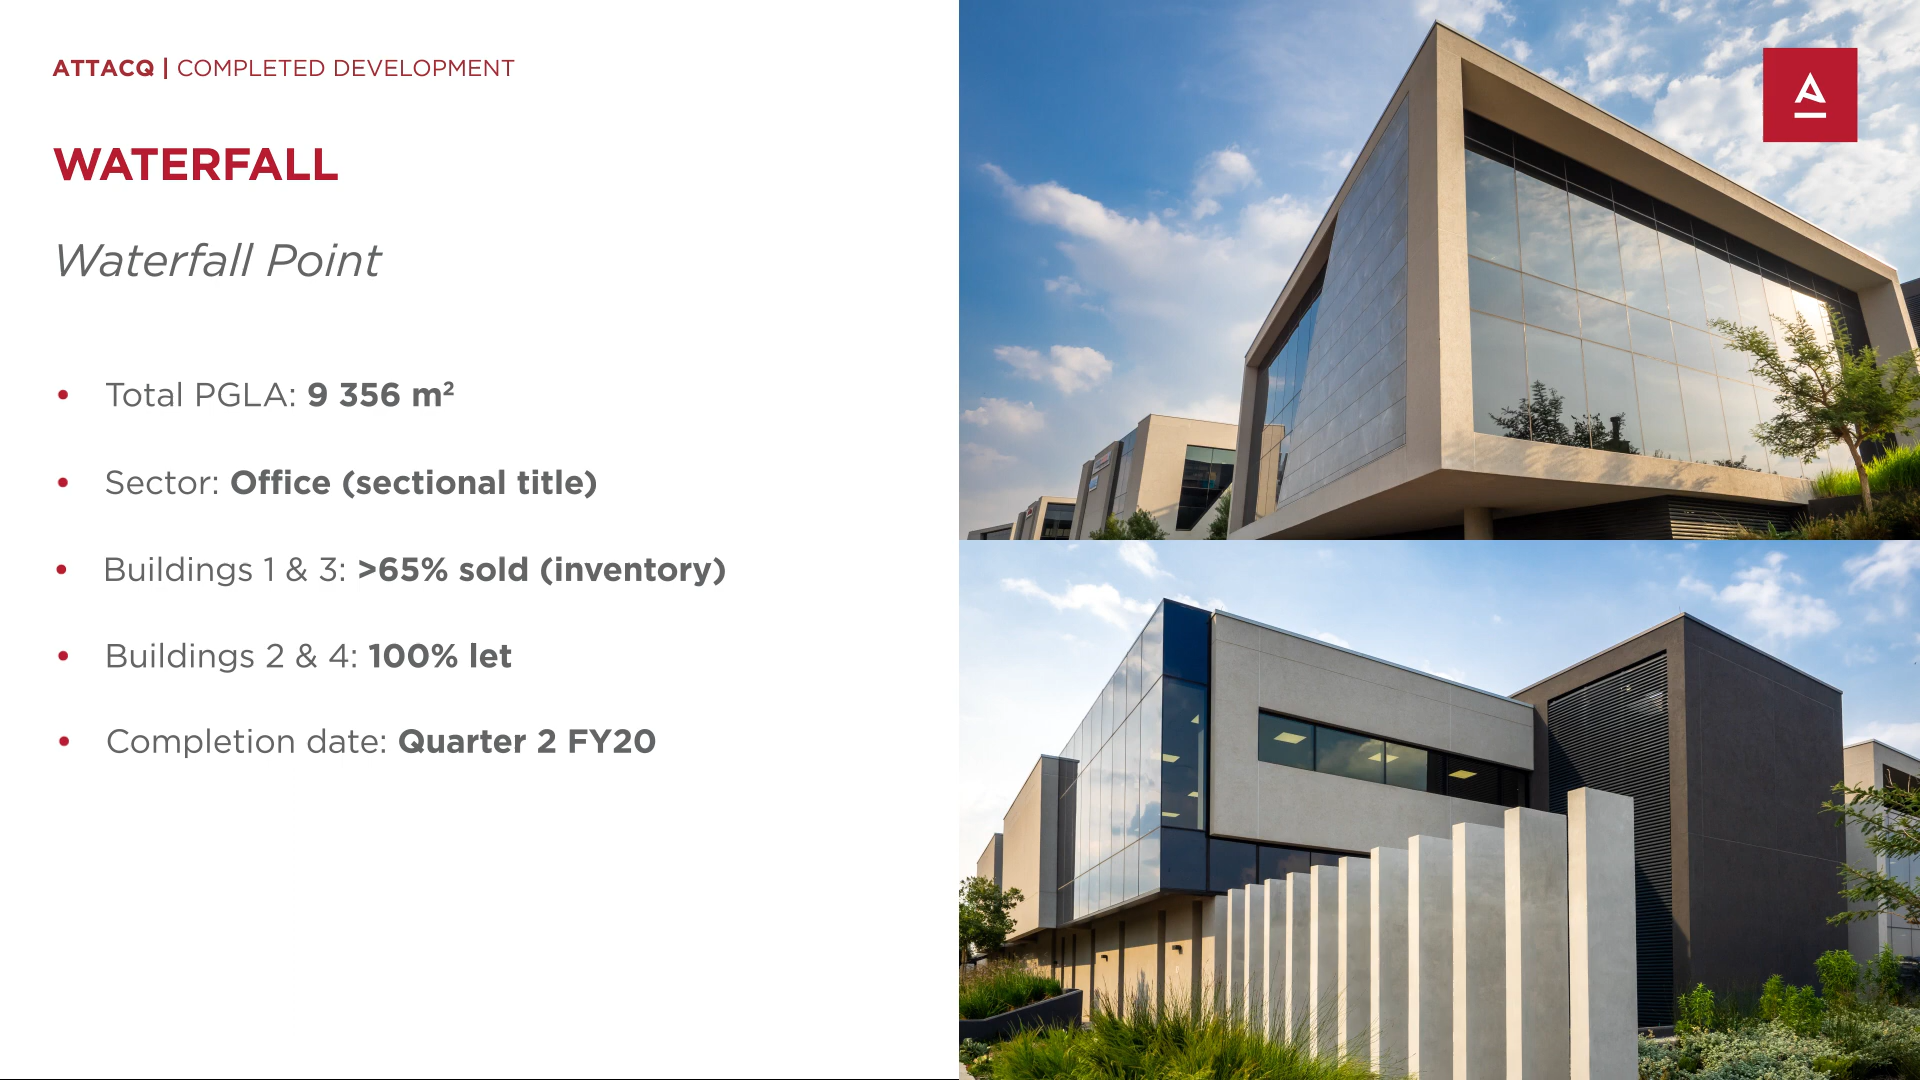 ATTACQ | COMPLETED DEVELOPMENT
WATERFALL
Waterfall Point
• Total PGLA: 9 356 m²
• Sector: Office (sectional title)
• Buildings 1 & 3: >65% sold (inventory)
• Buildings 2 & 4: 100% let
• Completion date: Quarter 2 FY20